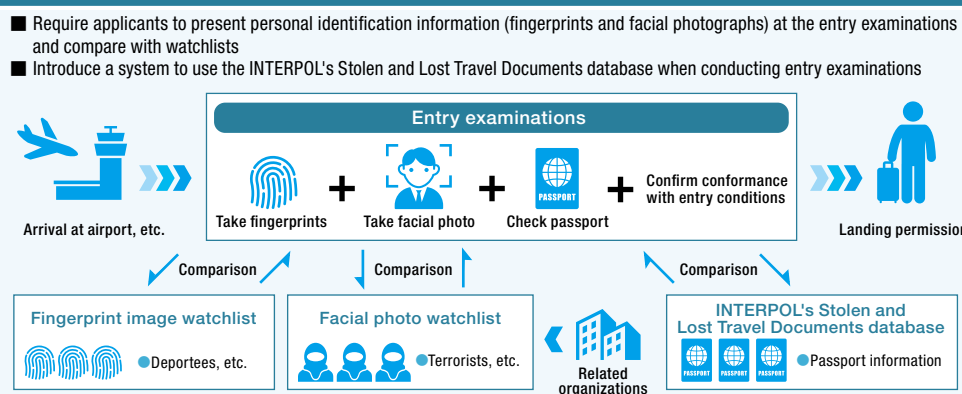 ■ Require applicants to present personal identification information (fingerprints and facial photographs) at the entry examinations
and compare with watchlists
■ Introduce a system to use the INTERPOL's Stolen and Lost Travel Documents database when conducting entry examinations
Entry examinations
PASSPORT
Take fingerprints
Take facial photo
Check passport
Confirm conformance
with entry conditions
Arrival at airport, etc.
Landing permission
Comparison
Comparison
Comparison
Fingerprint image watchlist
●Deportees, etc.
Facial photo watchlist
●Terrorists, etc.
Related
organizations
INTERPOL's Stolen and
Lost Travel Documents database
PASSPORT PASSPORT PASSPORT
●Passport information